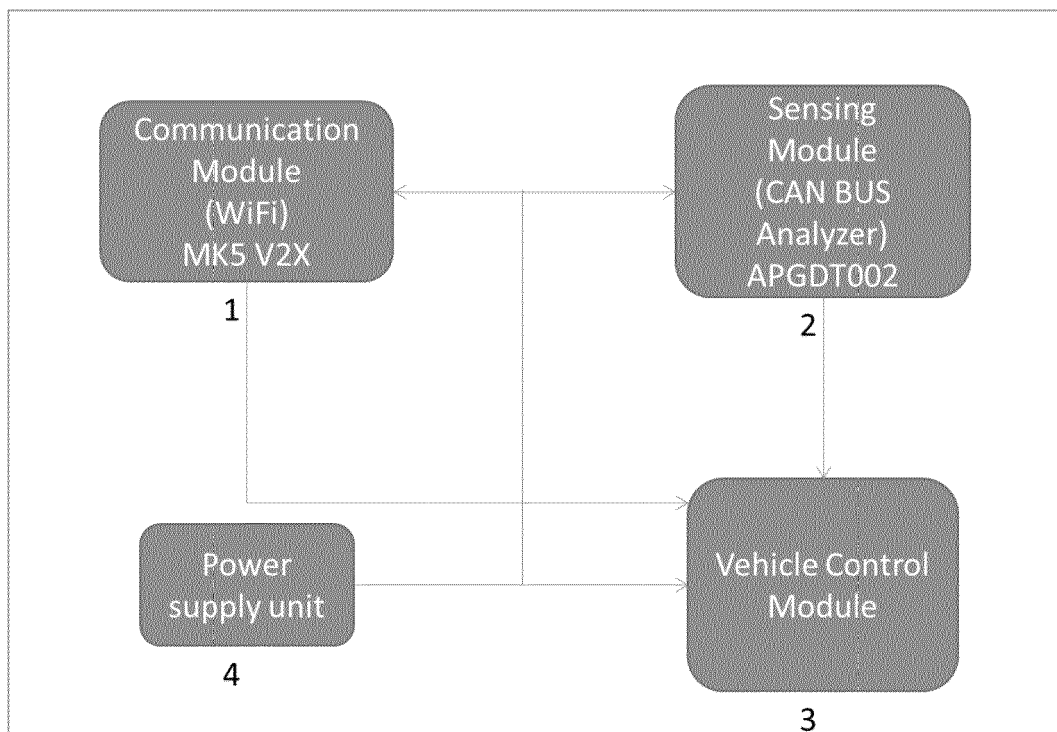 Communication
Module
(WiFi)
MK5 V2X
1
Sensing
Module
(CAN BUS
Analyzer)
APGDT002
2
Power
supply unit
4
Vehicle Control
Module
3